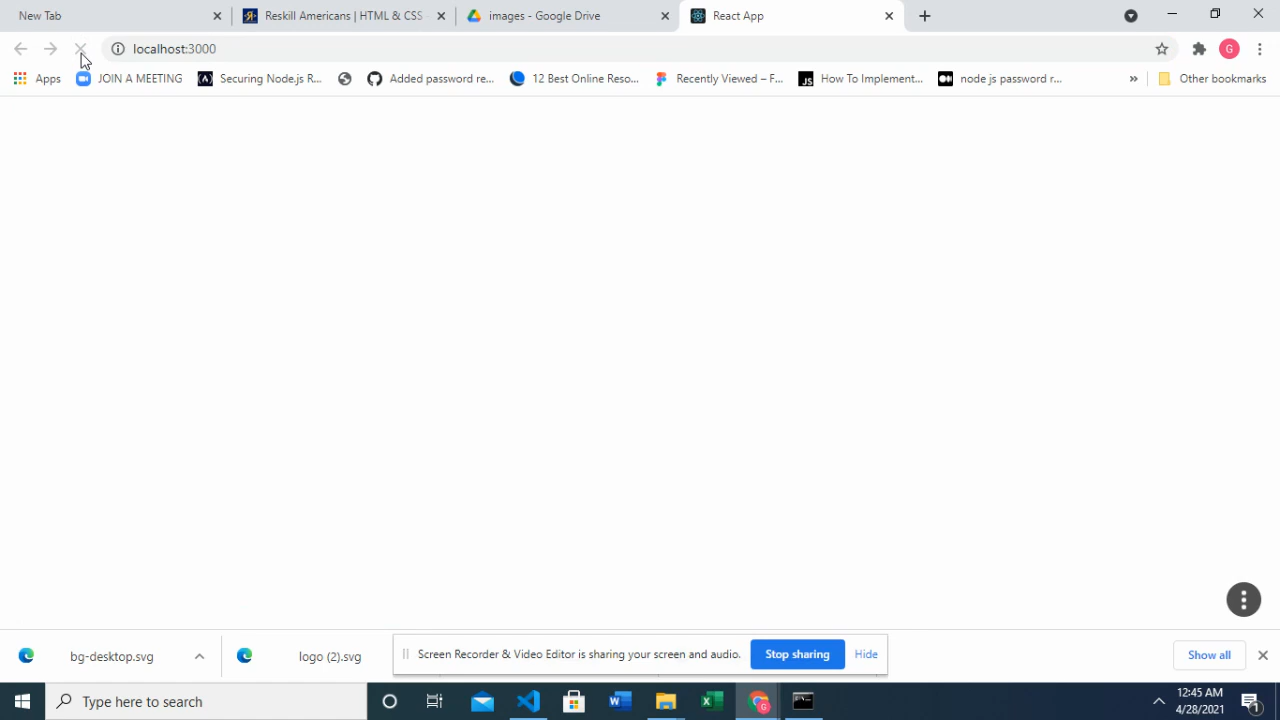 New Tab
Reskill Americans | HTML & CSS
images - Google Drive
React App
localhost:3000
G
Apps
JOIN A MEETING
Securing Node.js R...
Added password re...
12 Best Online Reso...
Recently Viewed – F...
JS
How To Implement...
node js password r...
»
Other bookmarks
bg-desktop.svg
logo (2).svg
Screen Recorder & Video Editor is sharing your screen and audio.
Stop sharing
Hide
Show all
Type here to search
12:45 AM
4/28/2021
1